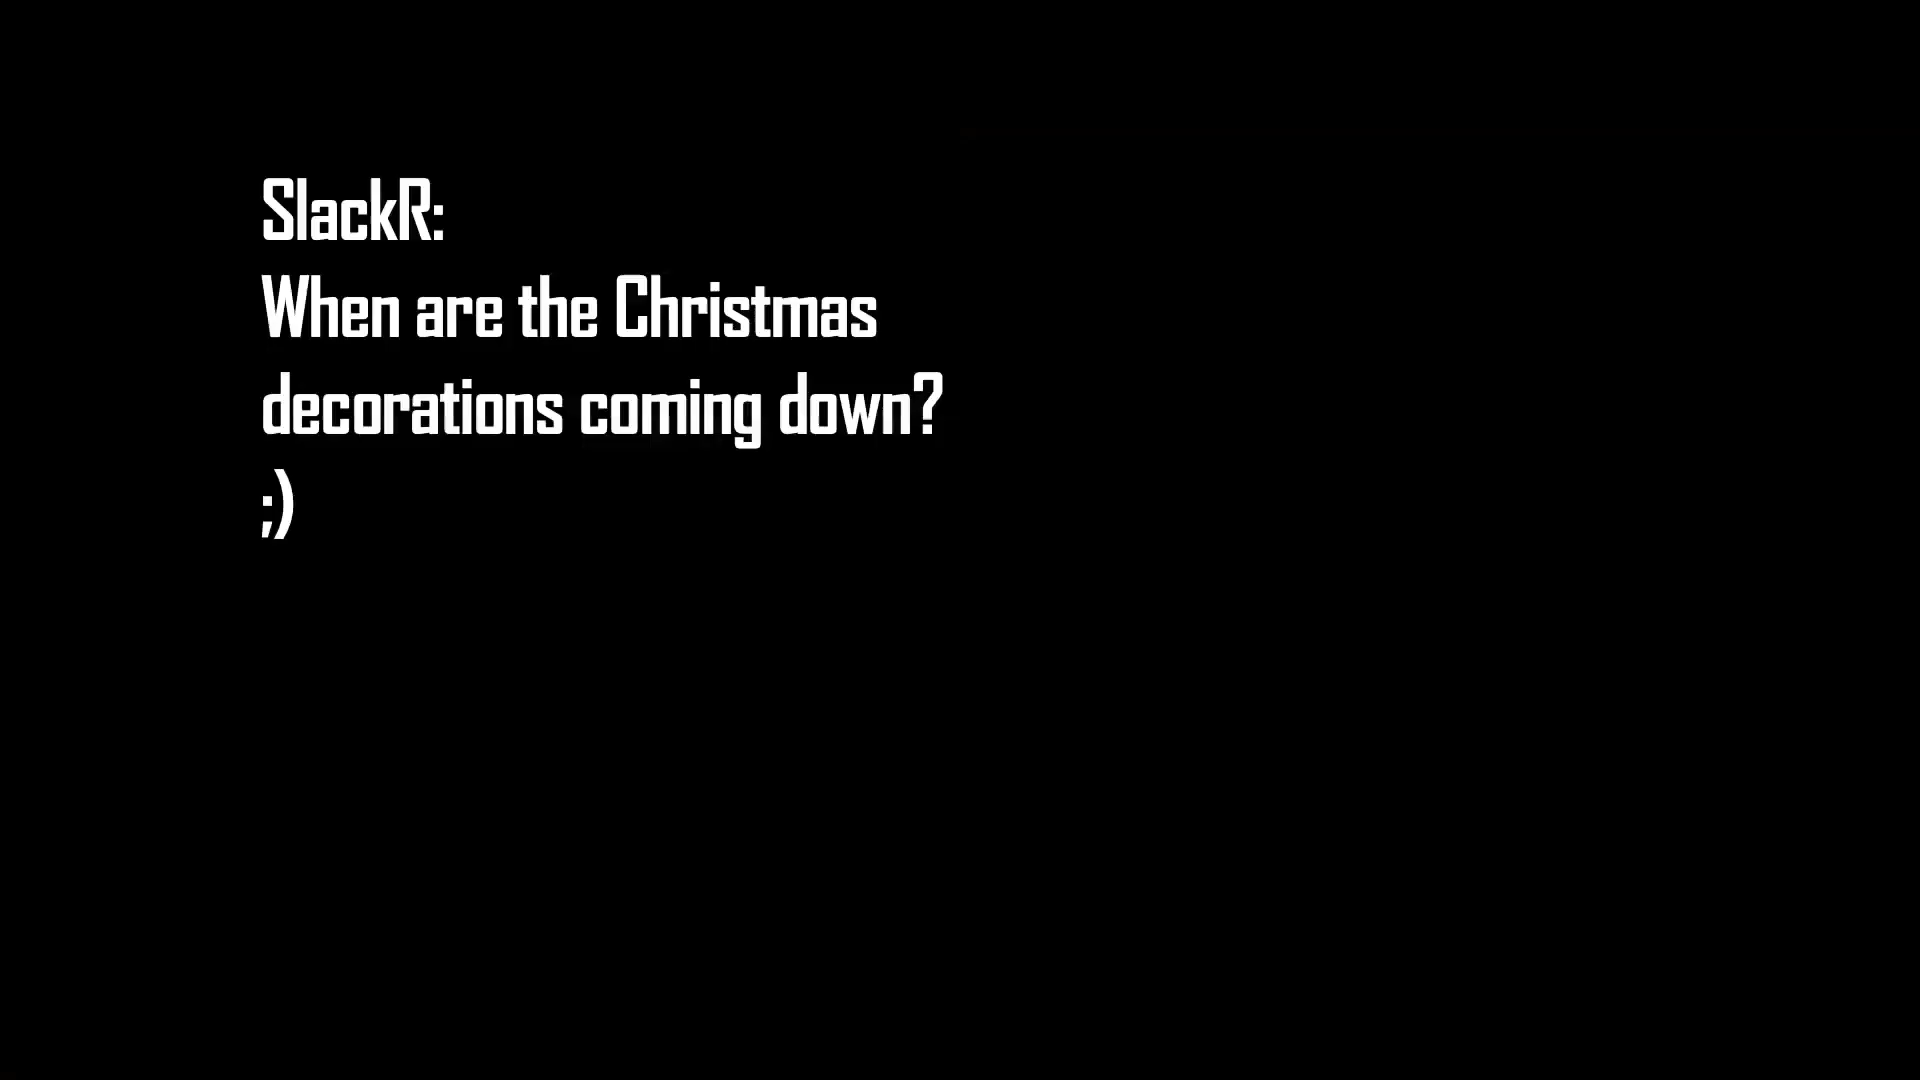 SlackR:
When are the Christmas
decorations coming down?
;)